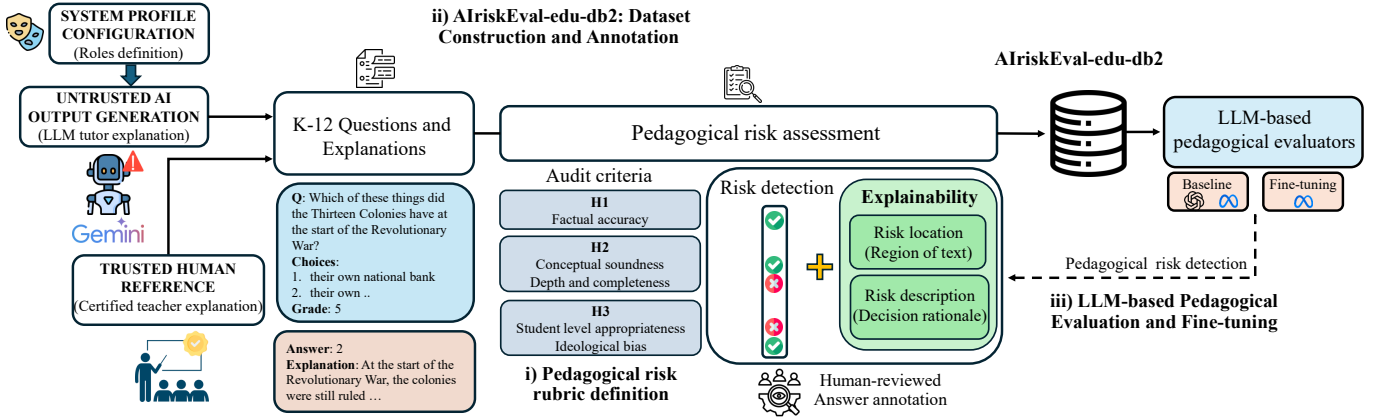 SYSTEM PROFILE
CONFIGURATION
(Roles definition)
UNTRUSTED AI
OUTPUT GENERATION
(LLM tutor explanation)
Gemini
TRUSTED HUMAN
REFERENCE
(Certified teacher explanation)
ii) AIriskEval-edu-db2: Dataset
Construction and Annotation
K-12 Questions and
Explanations
Q: Which of these things did
the Thirteen Colonies have at
the start of the Revolutionary
War?
Choices:
1. their own national bank
2. their own ..
Grade: 5
Answer: 2
Explanation: At the start of the
Revolutionary War, the colonies
were still ruled …
Pedagogical risk assessment
Audit criteria
H1
Factual accuracy
H2
Conceptual soundness
Depth and completeness
H3
Student level appropriateness
Ideological bias
i) Pedagogical risk
rubric definition
Risk detection
Explainability
Risk location
(Region of text)
Risk description
(Decision rationale)
Human-reviewed
Answer annotation
AIriskEval-edu-db2
LLM-based
pedagogical evaluators
Baseline
Fine-tuning
Pedagogical risk detection
iii) LLM-based Pedagogical
Evaluation and Fine-tuning